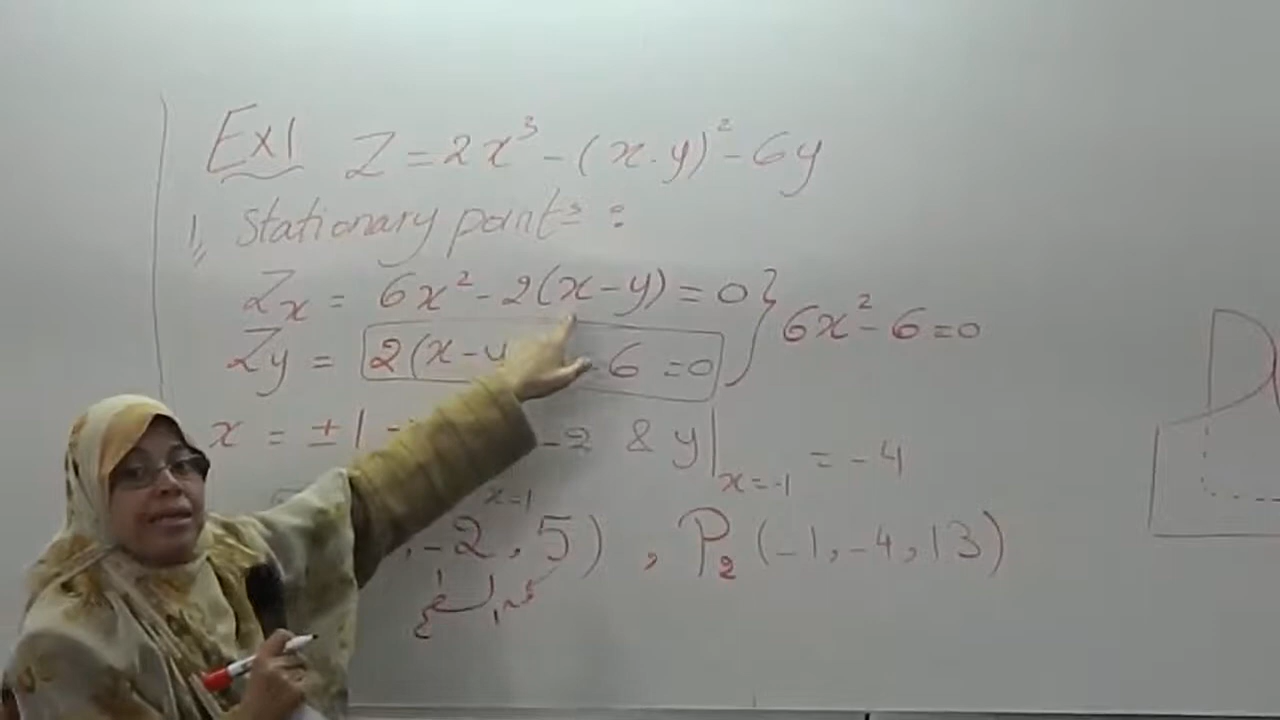 Ex1 Z = 2x³ - (x-y)² - 6y
1, Stationary points :
Zx = 6x² - 2(x-y) = 0 } 6x² - 6 = 0
Zy = 2(x-y - 6 = 0
x = ±1 -2 & y|x=-1 = -4
x=1
, -2, 5) , P₂ (-1, -4, 13)